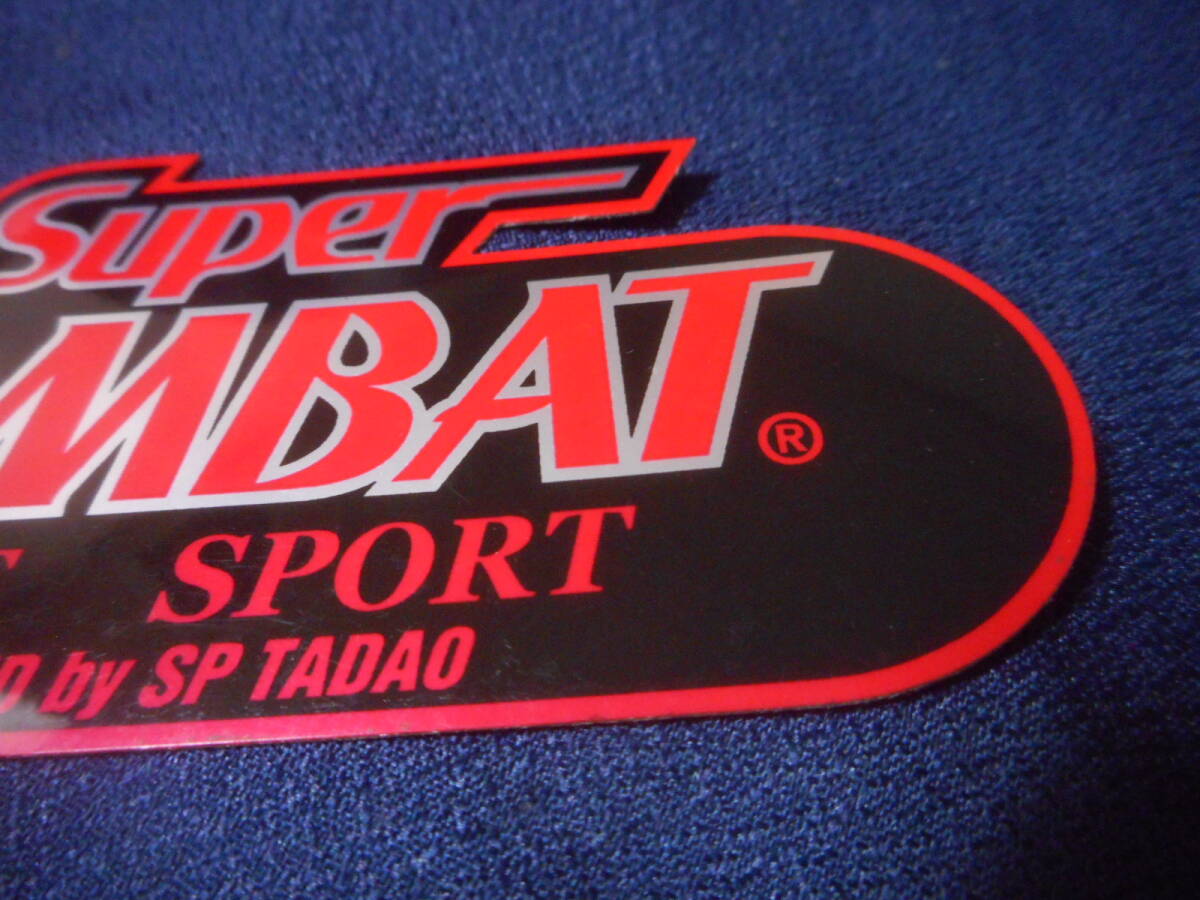 Super
MBAT ®
SPORT
D by SP TADAO